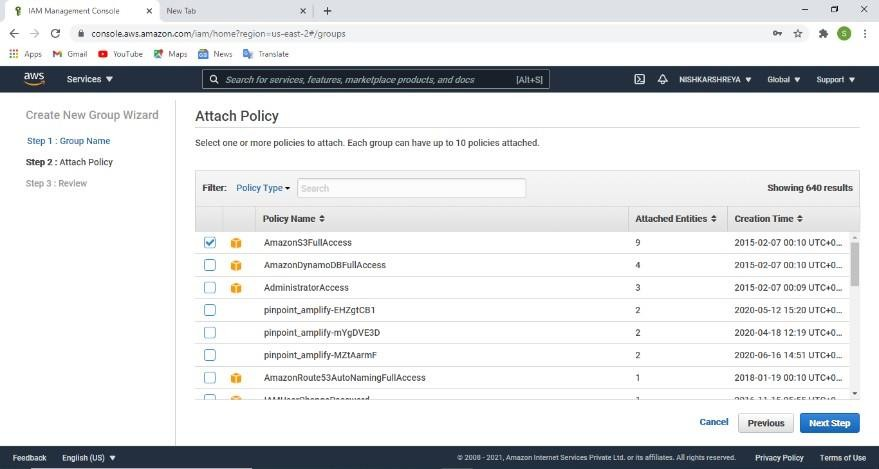 IAM Management Console
New Tab
console.aws.amazon.com/iam/home?region=us-east-2#/groups
S
Apps
Gmail
YouTube
Maps
News
Translate
aws
Services
Search for services, features, marketplace products, and docs
[Alt+S]
NISHKARSHREYA
Global
Support
Create New Group Wizard
Step 1 : Group Name
Step 2 : Attach Policy
Step 3 : Review
Attach Policy
Select one or more policies to attach. Each group can have up to 10 policies attached.
Filter: Policy Type Search Showing 640 results
Policy Name Attached Entities Creation Time
AmazonS3FullAccess 9 2015-02-07 00:10 UTC+0...
AmazonDynamoDBFullAccess 4 2015-02-07 00:10 UTC+0...
AdministratorAccess 3 2015-02-07 00:09 UTC+0...
pinpoint_amplify-EHZgtCB1 2 2020-05-12 15:20 UTC+0...
pinpoint_amplify-mYgDVE3D 2 2020-04-18 12:19 UTC+0...
pinpoint_amplify-MZtAarmF 2 2020-06-16 14:51 UTC+0...
AmazonRoute53AutoNamingFullAccess 1 2018-01-19 00:10 UTC+0...
IAMUserChangePassword 1 2016-11-15 05:55 UTC+0...
Cancel Previous Next Step
Feedback English (US) © 2008 - 2021, Amazon Internet Services Private Ltd. or its affiliates. All rights reserved. Privacy Policy Terms of Use